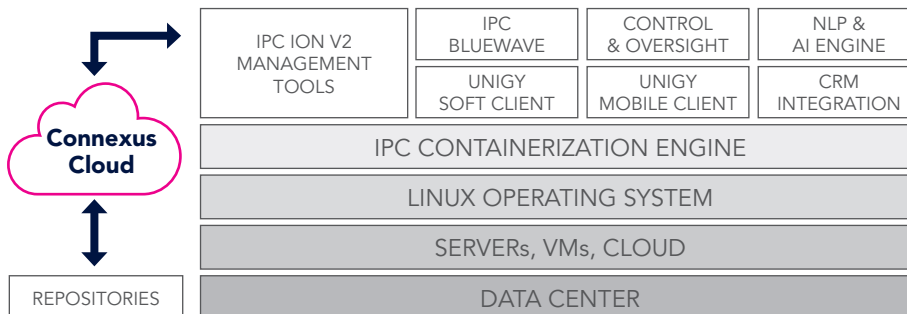 IPC ION V2
MANAGEMENT
TOOLS
IPC
BLUEWAVE
CONTROL
& OVERSIGHT
NLP &
AI ENGINE
UNIGY
SOFT CLIENT
UNIGY
MOBILE CLIENT
CRM
INTEGRATION
Connexus
Cloud
IPC CONTAINERIZATION ENGINE
LINUX OPERATING SYSTEM
SERVERs, VMs, CLOUD
REPOSITORIES
DATA CENTER